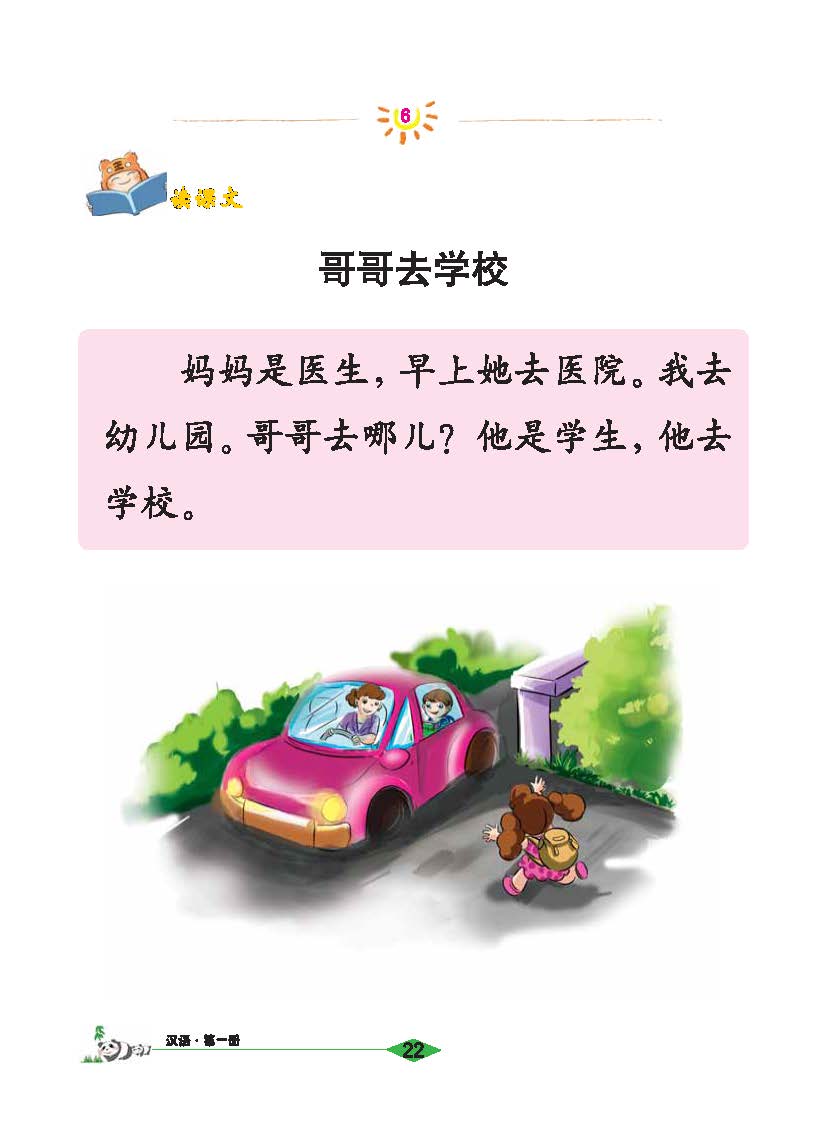 6
读课文
哥哥去学校
妈妈是医生，早上她去医院。我去
幼儿园。哥哥去哪儿？他是学生，他去
学校。
汉语·第一册
22